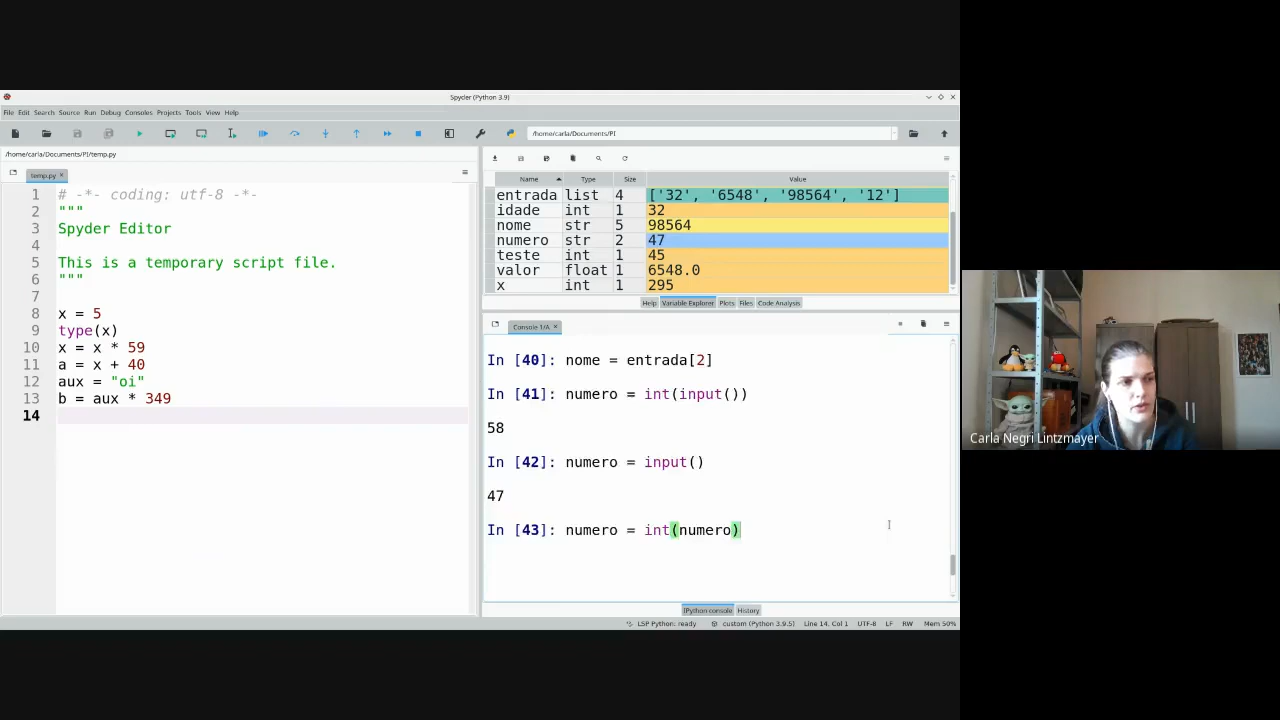 Spyder (Python 3.9)
File Edit Search Source Run Debug Consoles Projects Tools View Help
/home/carla/Documents/PI
/home/carla/Documents/PI/temp.py
temp.py
1 # -*- coding: utf-8 -*-
2 """
3 Spyder Editor
4
5 This is a temporary script file.
6 """
7
8 x = 5
9 type(x)
10 x = x * 59
11 a = x + 40
12 aux = "oi"
13 b = aux * 349
14
Name Type Size Value
entrada list 4 ['32', '6548', '98564', '12']
idade int 1 32
nome str 5 98564
numero str 2 47
teste int 1 45
valor float 1 6548.0
x int 1 295
Help Variable Explorer Plots Files Code Analysis
Console 1/A
In [40]: nome = entrada[2]
In [41]: numero = int(input())
58
In [42]: numero = input()
47
In [43]: numero = int(numero)
IPython console History
LSP Python: ready custom (Python 3.9.5) Line 14, Col 1 UTF-8 LF RW Mem 50%
Carla Negri Lintzmayer